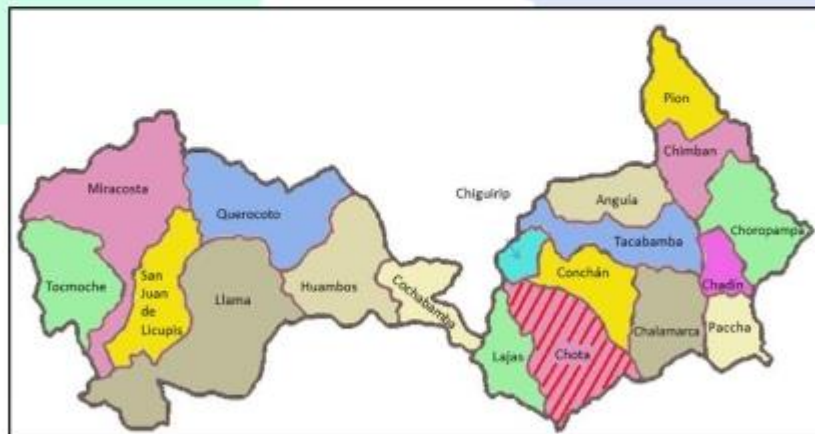 Pion
Chimban
Miracosta
Chiguirip
Anguía
Querocoto
Choropampa
Tacabamba
Conchán
Tocmoche
San
Juan
de
Licupis
Llama
Huambos
Cochabamba
Chadín
Lajas
Chota
Chalamarca
Paccha